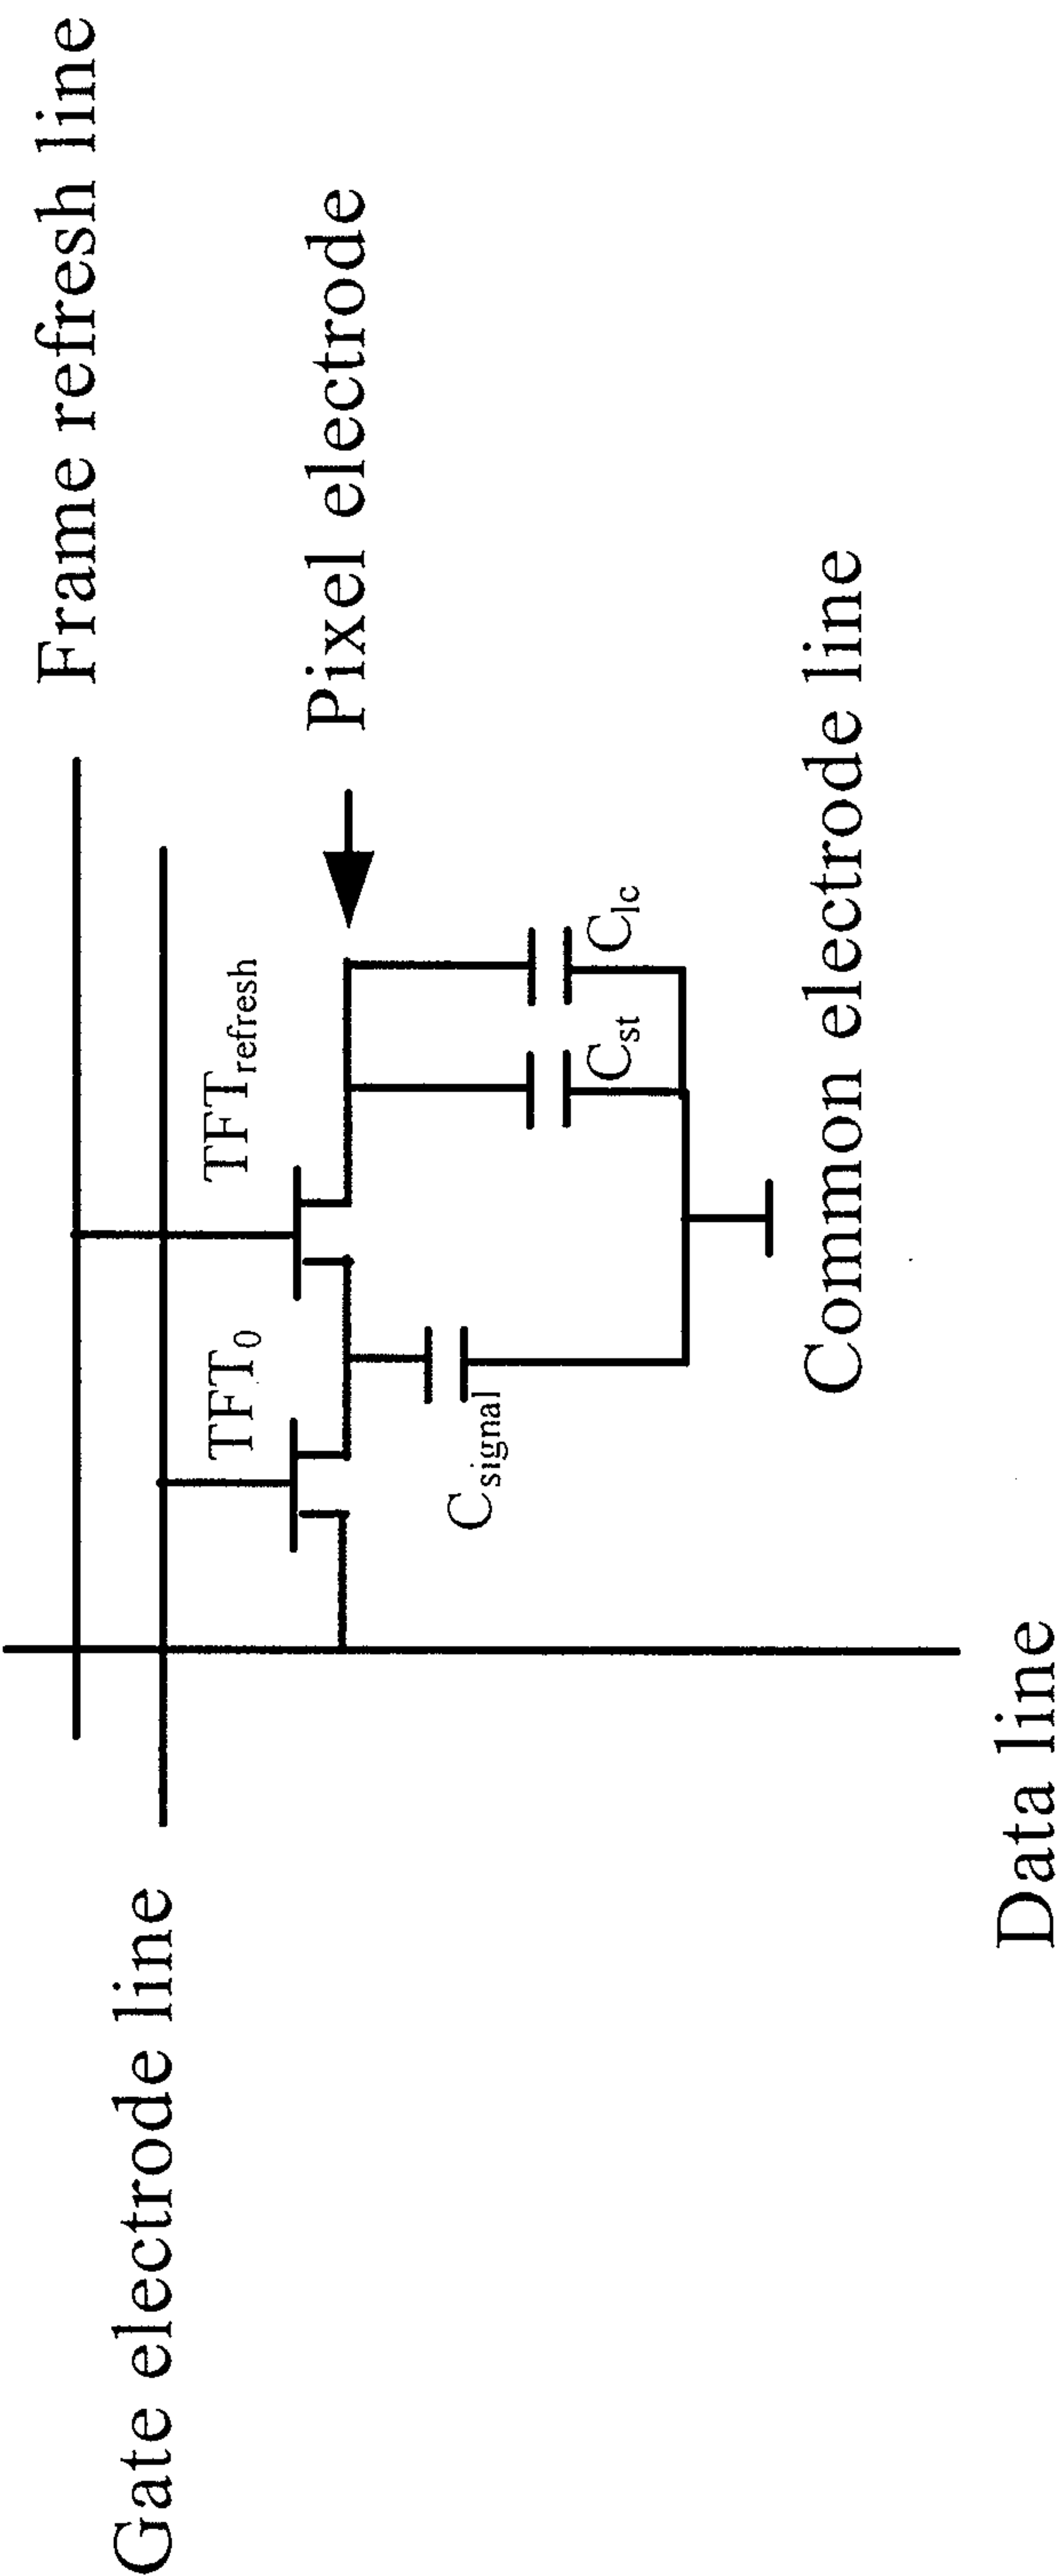 Frame refresh line
Gate electrode line
TFT0
TFTrefresh
Pixel electrode
Csignal
Cst
Clc
Common electrode line
Data line